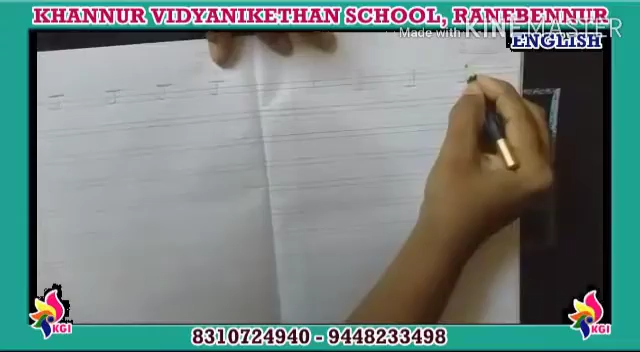 KHANNUR VIDYANIKETHAN SCHOOL, RANEBENNUR
Made with KINEMASTER
ENGLISH
I I I I I I I
KGI KGI
8310724940 - 9448233498